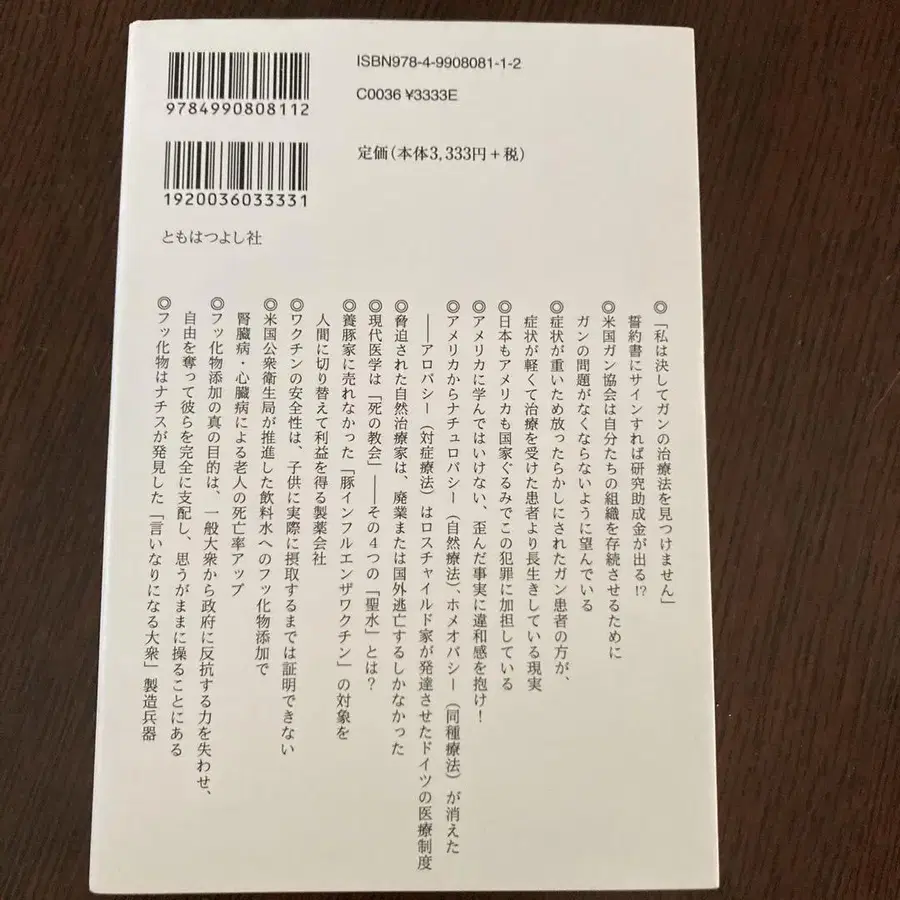 ISBN978-4-9908081-1-2
9784990808112
C0036 ¥3333E
定価（本体3,333円＋税）
1920036033331
ともはつよし社
◎「私は決してガンの治療法を見つけません」
誓約書にサインすれば研究助成金が出る!?
◎米国ガン協会は自分たちの組織を存続させるために
ガンの問題がなくならないように望んでいる
◎症状が重いため放ったらかしにされたガン患者の方が、
症状が軽くて治療を受けた患者より長生きしている現実
◎日本もアメリカも国家ぐるみでこの犯罪に加担している
◎アメリカに学んではいけない、歪んだ事実に違和感を抱け！
◎アメリカからナチュロパシー（自然療法）、ホメオパシー（同種療法）が消えた
――アロパシー（対症療法）はロスチャイルド家が発達させたドイツの医療制度
◎脅迫された自然治療家は、廃業または国外逃亡するしかなかった
◎現代医学は「死の教会」――その４つの「聖水」とは？
◎養豚家に売れなかった「豚インフルエンザワクチン」の対象を
人間に切り替えて利益を得る製薬会社
◎ワクチンの安全性は、子供に実際に摂取するまでは証明できない
◎米国公衆衛生局が推進した飲料水へのフッ化物添加で
腎臓病・心臓病による老人の死亡率アップ
◎フッ化物添加の真の目的は、一般大衆から政府に反抗する力を失わせ、
自由を奪って彼らを完全に支配し、思うがままに操ることにある
◎フッ化物はナチスが発見した「言いなりになる大衆」製造兵器